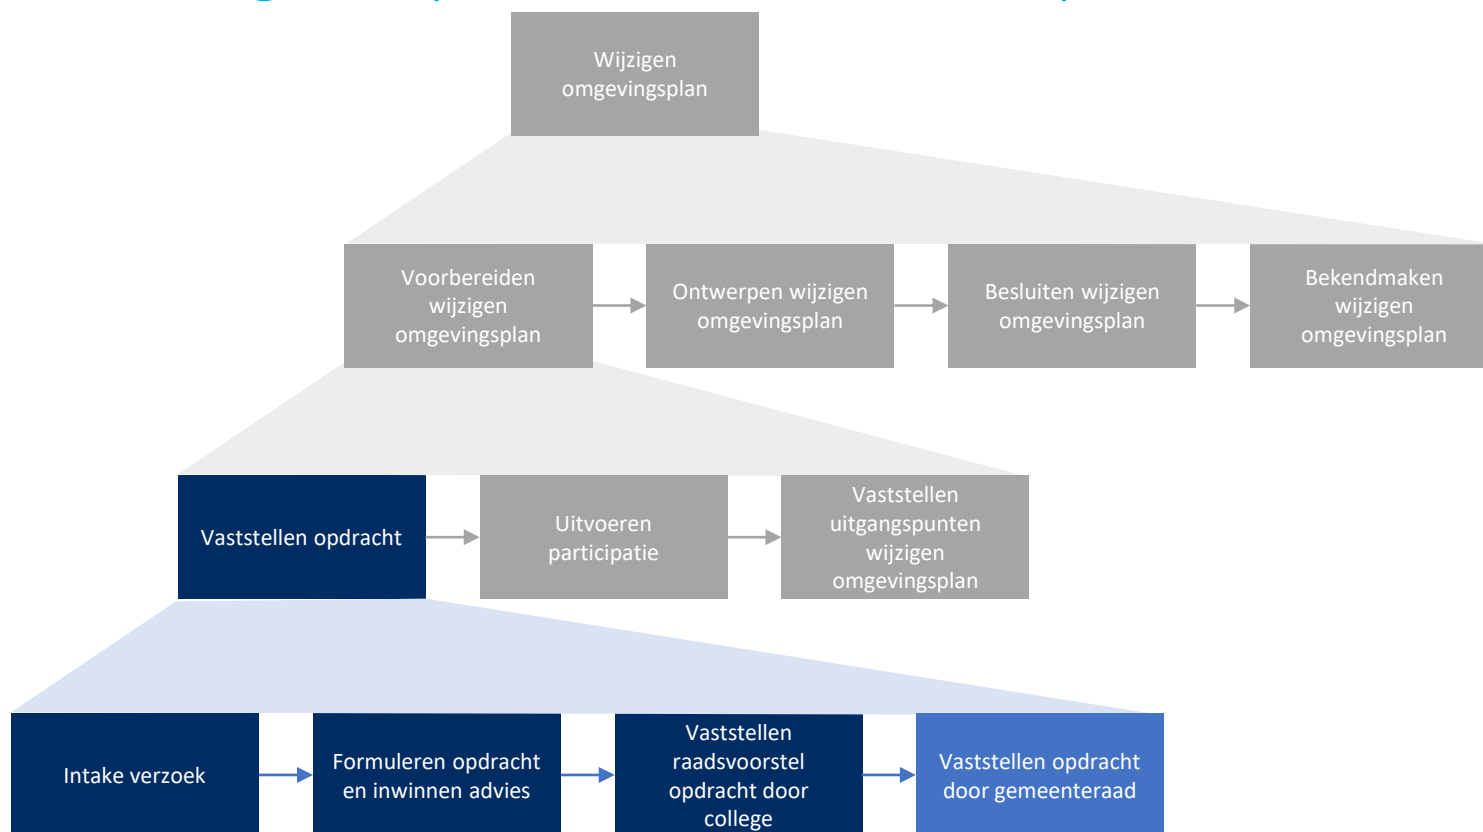 Wijzigen
omgevingsplan
Voorbereiden
wijzigen
omgevingsplan
Ontwerpen wijzigen
omgevingsplan
Besluiten wijzigen
omgevingsplan
Bekendmaken
wijzigen
omgevingsplan
Vaststellen opdracht
Uitvoeren
participatie
Vaststellen
uitgangspunten
wijzigen
omgevingsplan
Intake verzoek
Formuleren opdracht
en inwinnen advies
Vaststellen
raadsvoorstel
opdracht door
college
Vaststellen opdracht
door gemeenteraad